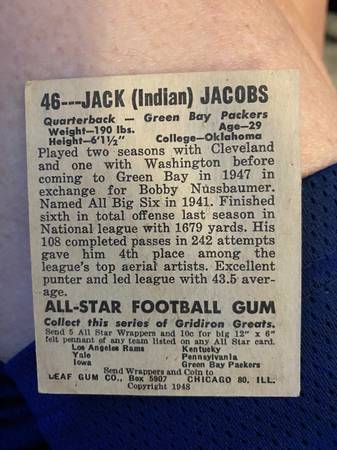 46---JACK (Indian) JACOBS
Quarterback — Green Bay Packers
Weight—190 lbs. Age—29
Height—6'1½" College—Oklahoma
Played two seasons with Cleveland
and one with Washington before
coming to Green Bay in 1947 in
exchange for Bobby Nussbaumer.
Named All Big Six in 1941. Finished
sixth in total offense last season in
National league with 1679 yards. His
108 completed passes in 242 attempts
gave him 4th place among the
league's top aerial artists. Excellent
punter and led league with 43.5 aver-
age.
ALL-STAR FOOTBALL GUM
Collect this series of Gridiron Greats.
Send 5 All Star Wrappers and 10c for big 12" x 6"
felt pennant of any team listed on any All Star card.
Los Angeles Rams Kentucky
Yale Pennsylvania
Iowa Green Bay Packers
Send Wrappers and Coin to
LEAF GUM CO., Box 5907 CHICAGO 80, ILL.
Copyright 1948